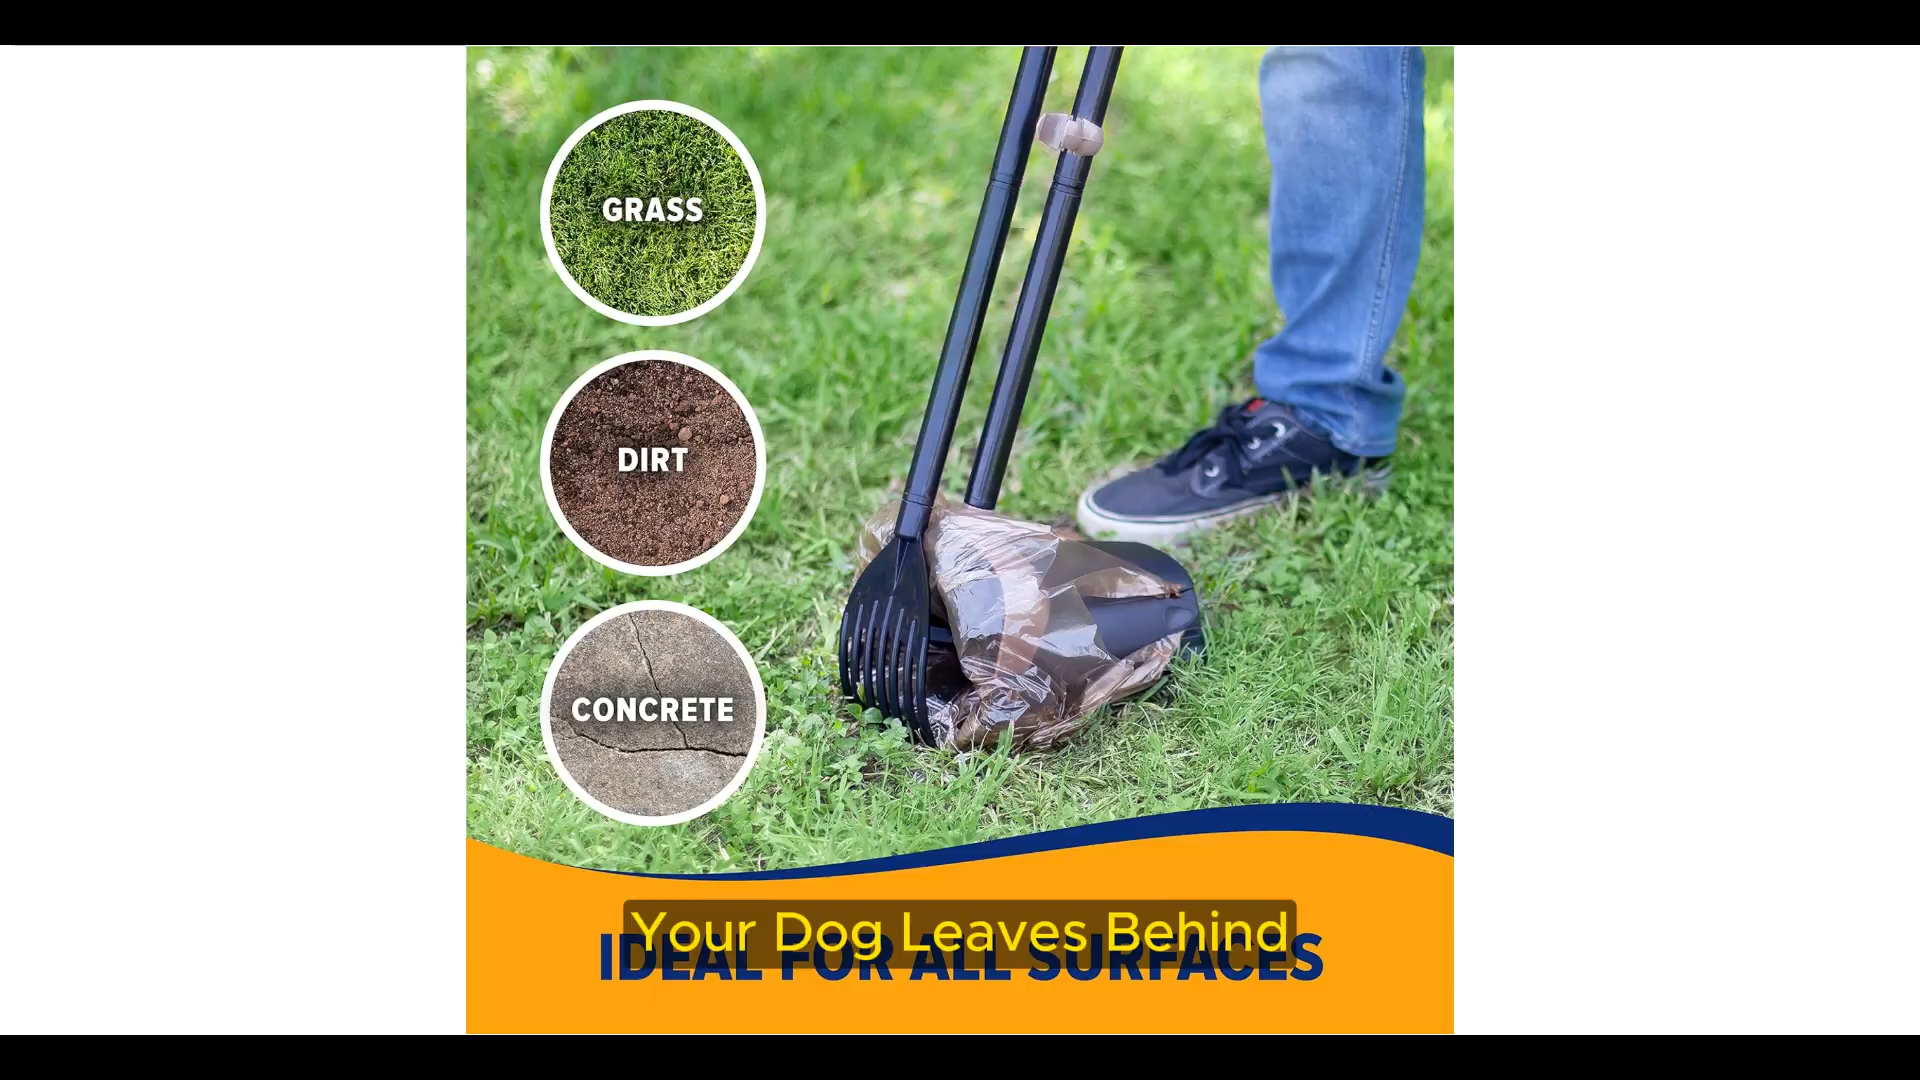 GRASS
DIRT
CONCRETE
Your Dog Leaves Behind
IDEAL FOR ALL SURFACES